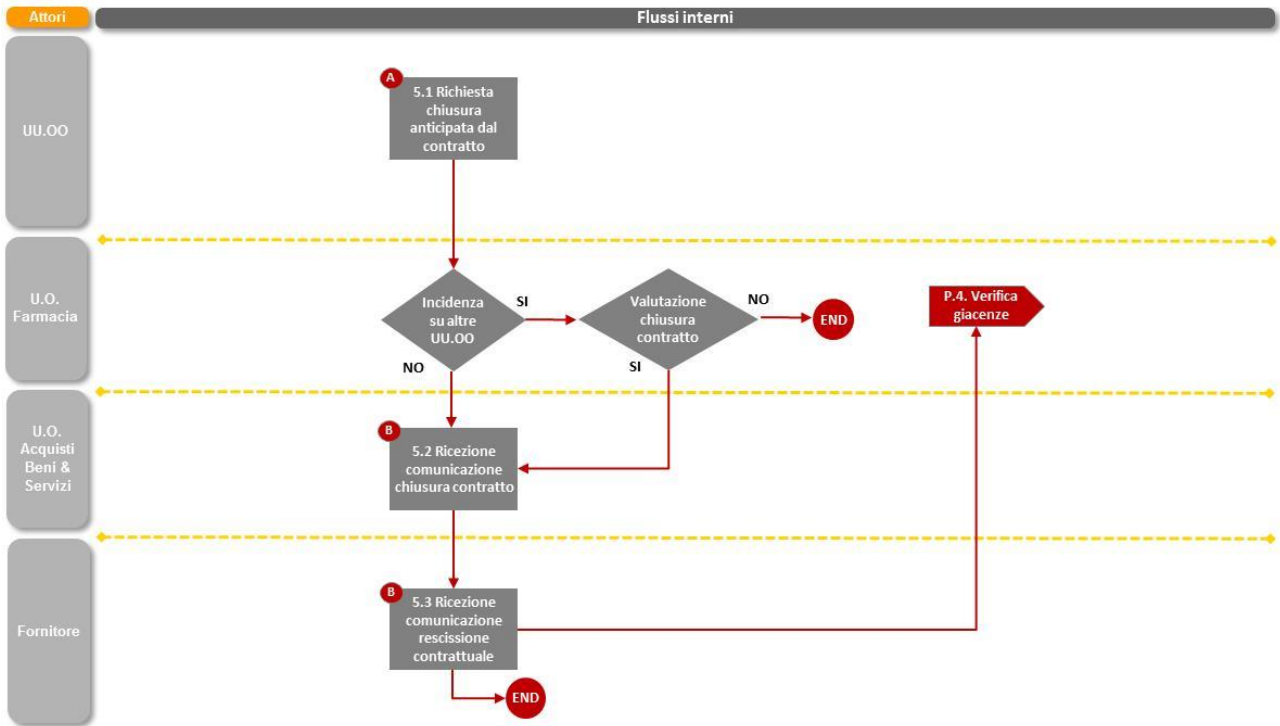 Attori
Flussi interni
UU.OO
A
5.1 Richiesta
chiusura
anticipata dal
contratto
U.O.
Farmacia
Incidenza
su altre
UU.OO
SI
NO
Valutazione
chiusura
contratto
NO
SI
END
P.4. Verifica
giacenze
U.O.
Acquisti
Beni &
Servizi
B
5.2 Ricezione
comunicazione
chiusura contratto
Fornitore
B
5.3 Ricezione
comunicazione
rescissione
contrattuale
END